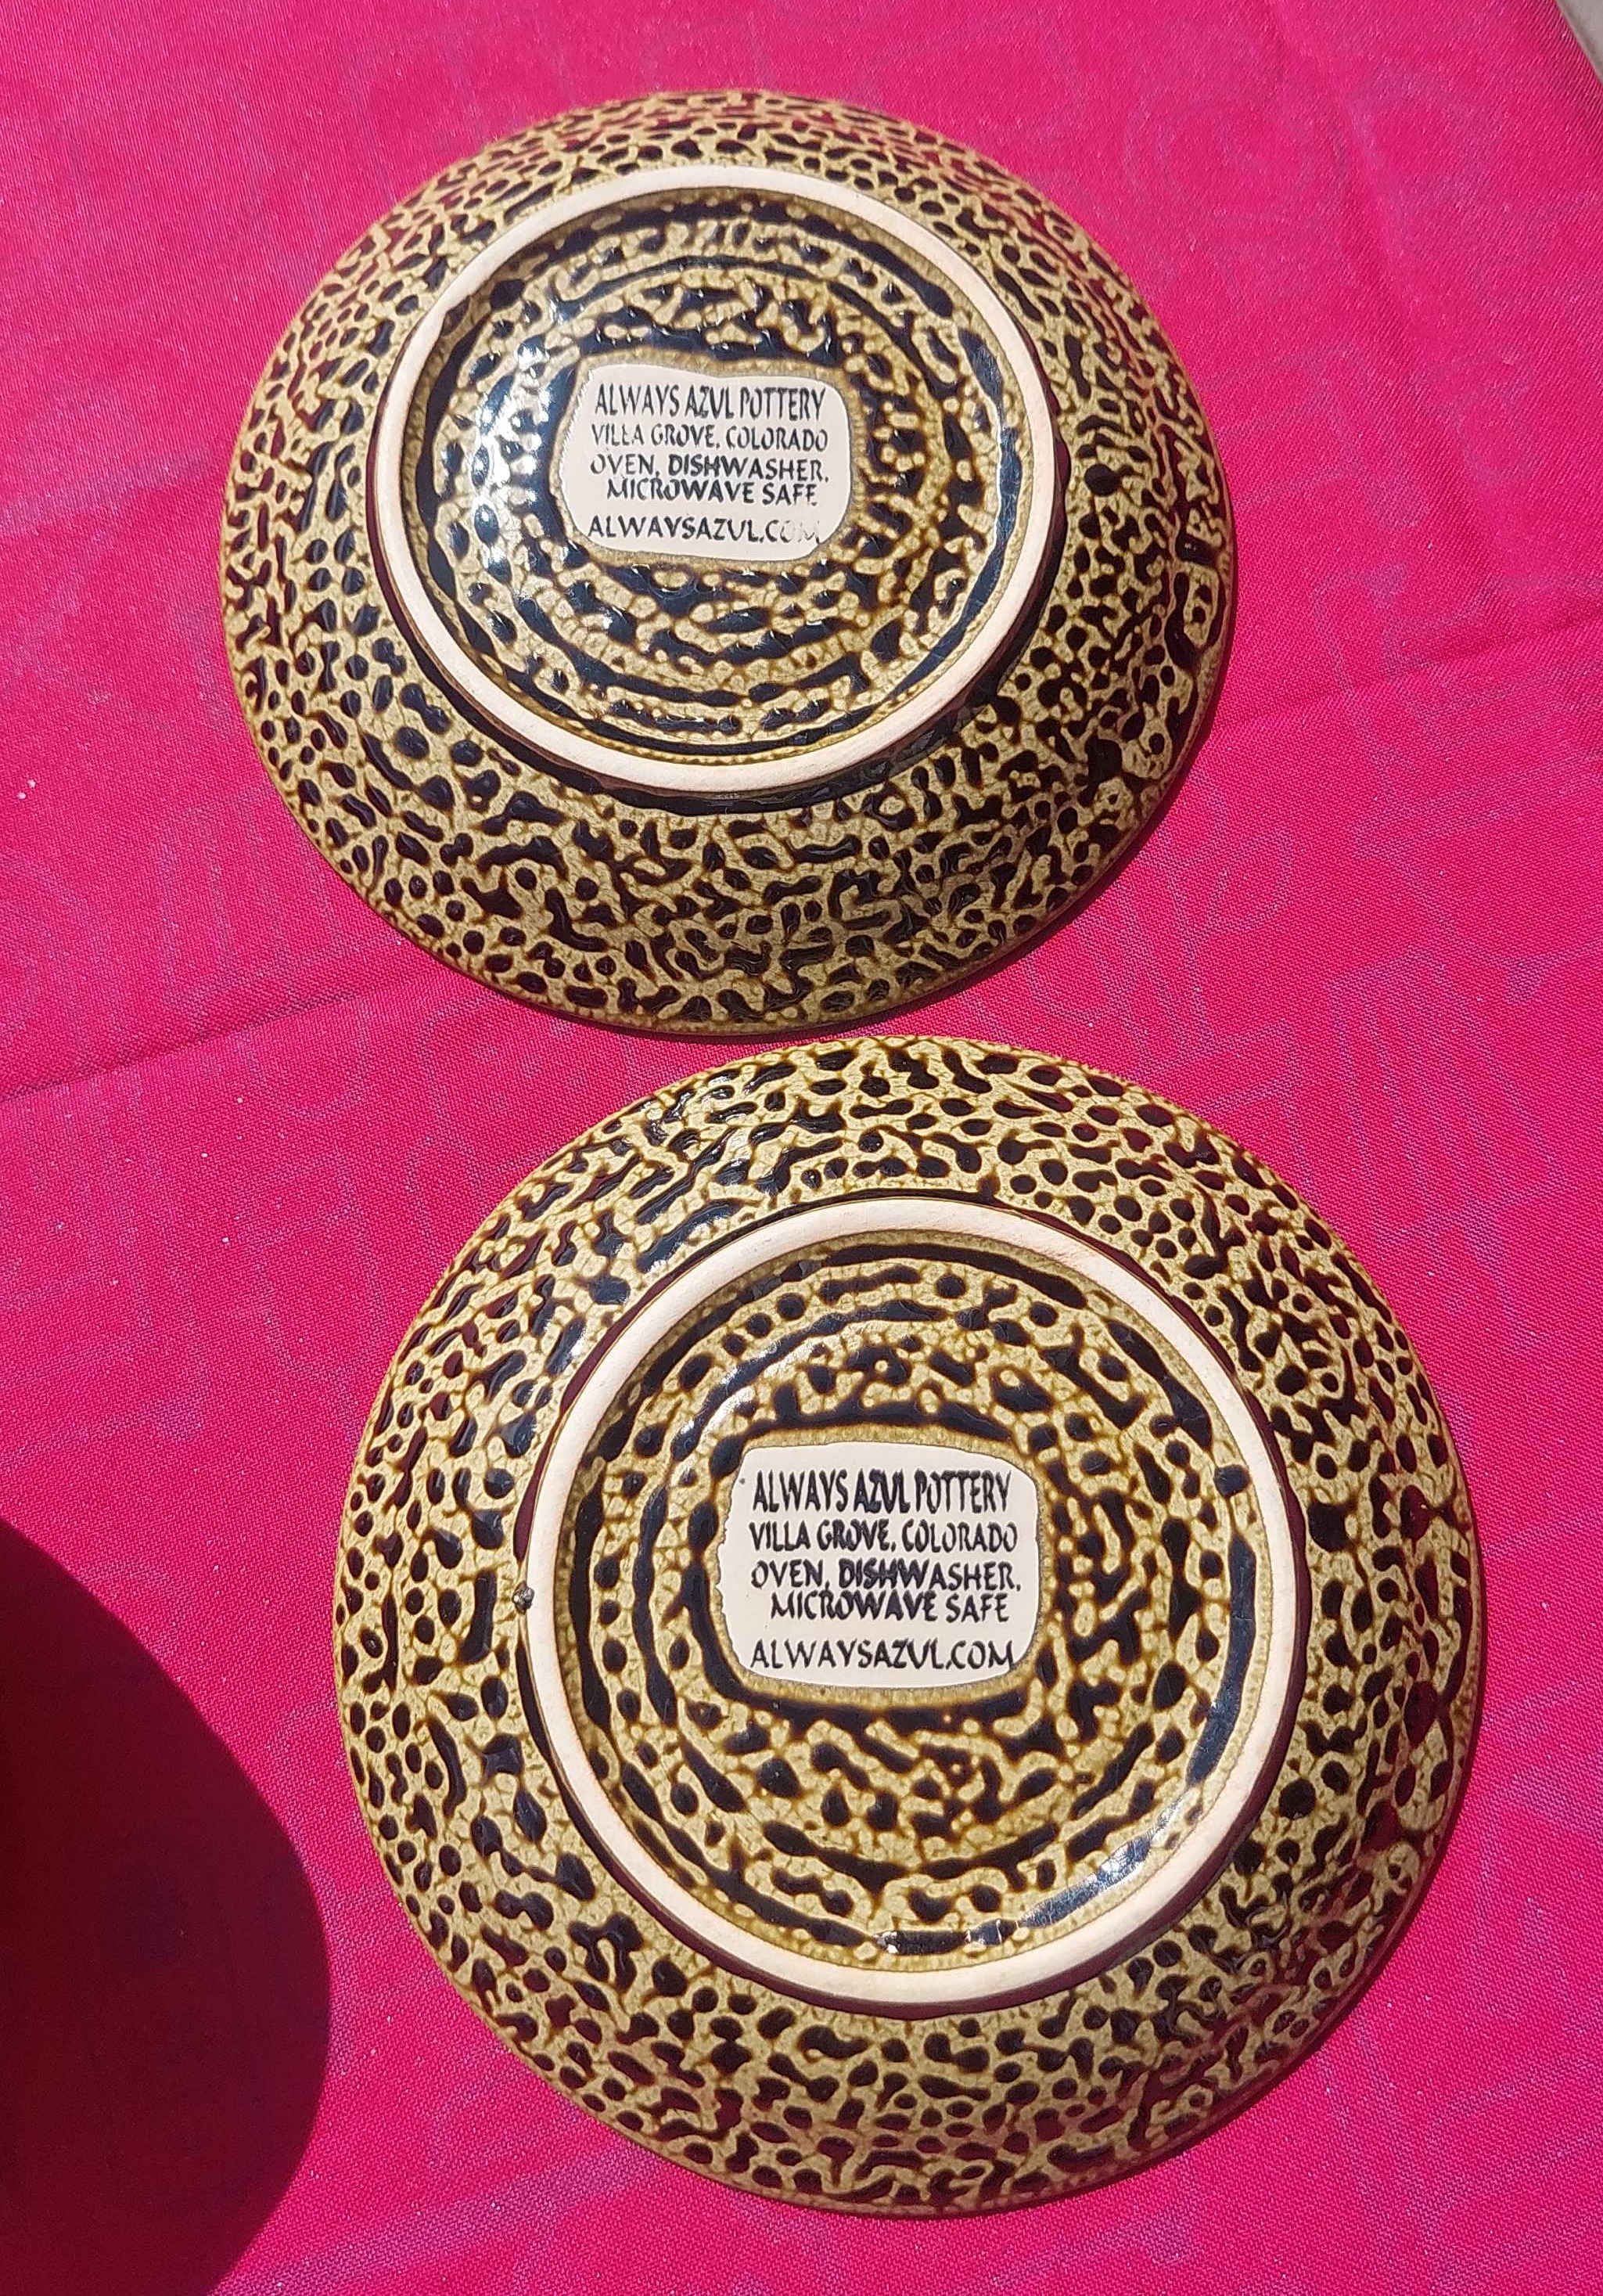 ALWAYS AZUL POTTERY
VILLA GROVE, COLORADO
OVEN, DISHWASHER,
MICROWAVE SAFE
ALWAYSAZUL.COM
ALWAYS AZUL POTTERY
VILLA GROVE, COLORADO
OVEN, DISHWASHER,
MICROWAVE SAFE
ALWAYSAZUL.COM